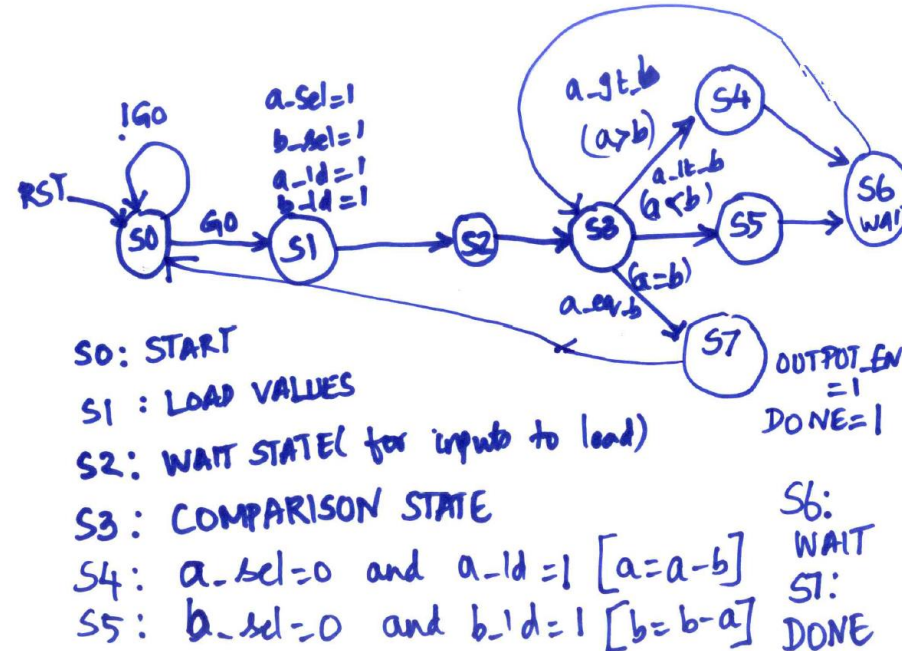 !GO
RST
S0
GO
a_sel=1
b_sel=1
a_ld=1
b_ld=1
S1
S2
S3
a_gt_b
(a>b)
S4
a_lt_b
(a<b)
S5
S6
WAIT
(a=b)
a_eq_b
S7
OUTPUT_EN
=1
DONE=1
S0: START
S1: LOAD VALUES
S2: WAIT STATE( for inputs to load)
S3: COMPARISON STATE
S4: a_sel=0 and a_ld=1 [a=a-b]
S5: b_sel=0 and b_ld=1 [b=b-a]
S6:
WAIT
S7:
DONE